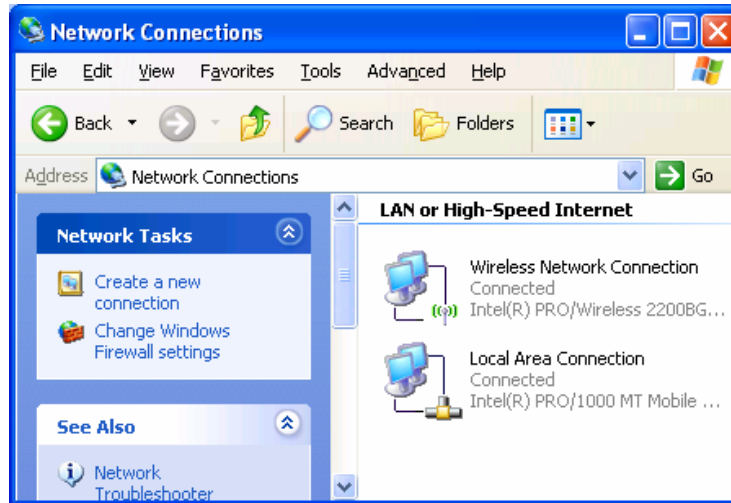 Network Connections
File Edit View Favorites Tools Advanced Help
Back Search Folders
Address Network Connections Go
Network Tasks
Create a new
connection
Change Windows
Firewall settings
See Also
Network
Troubleshooter
LAN or High-Speed Internet
Wireless Network Connection
Connected
Intel(R) PRO/Wireless 2200BG...
Local Area Connection
Connected
Intel(R) PRO/1000 MT Mobile ...